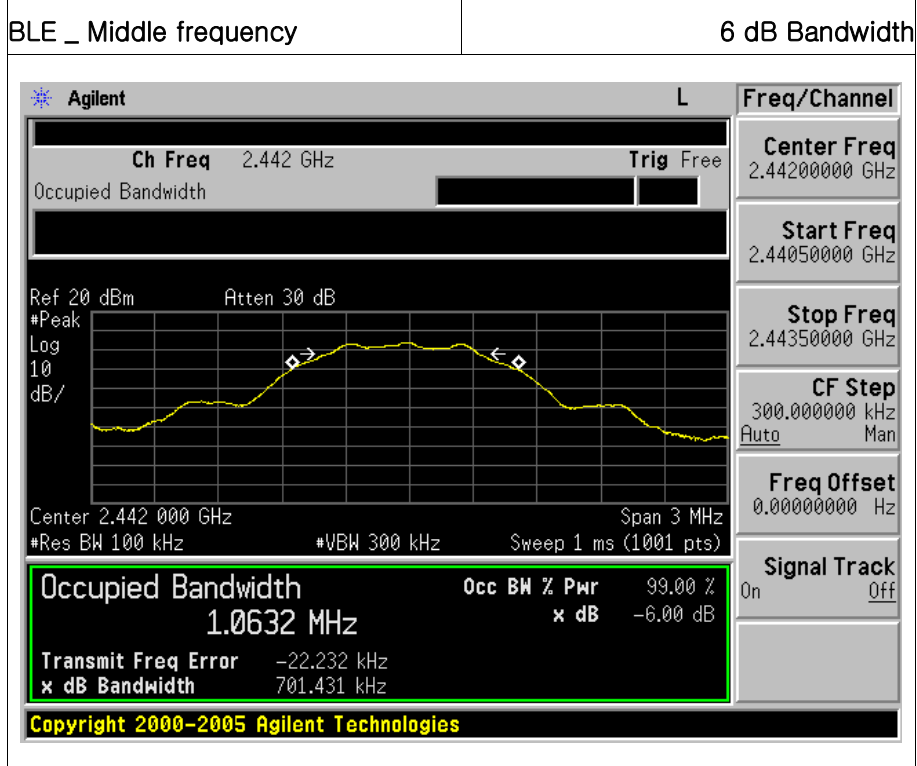 BLE _ Middle frequency 6 dB Bandwidth
Agilent L Freq/Channel
Ch Freq 2.442 GHz Trig Free
Occupied Bandwidth
Center Freq
2.44200000 GHz
Start Freq
2.44050000 GHz
Stop Freq
2.44350000 GHz
CF Step
300.000000 kHz
Auto Man
Freq Offset
0.00000000 Hz
Signal Track
On Off
Ref 20 dBm Atten 30 dB
#Peak
Log
10
dB/
Center 2.442 000 GHz Span 3 MHz
#Res BW 100 kHz #VBW 300 kHz Sweep 1 ms (1001 pts)
Occupied Bandwidth Occ BW % Pwr 99.00 %
1.0632 MHz x dB -6.00 dB
Transmit Freq Error -22.232 kHz
x dB Bandwidth 701.431 kHz
Copyright 2000-2005 Agilent Technologies